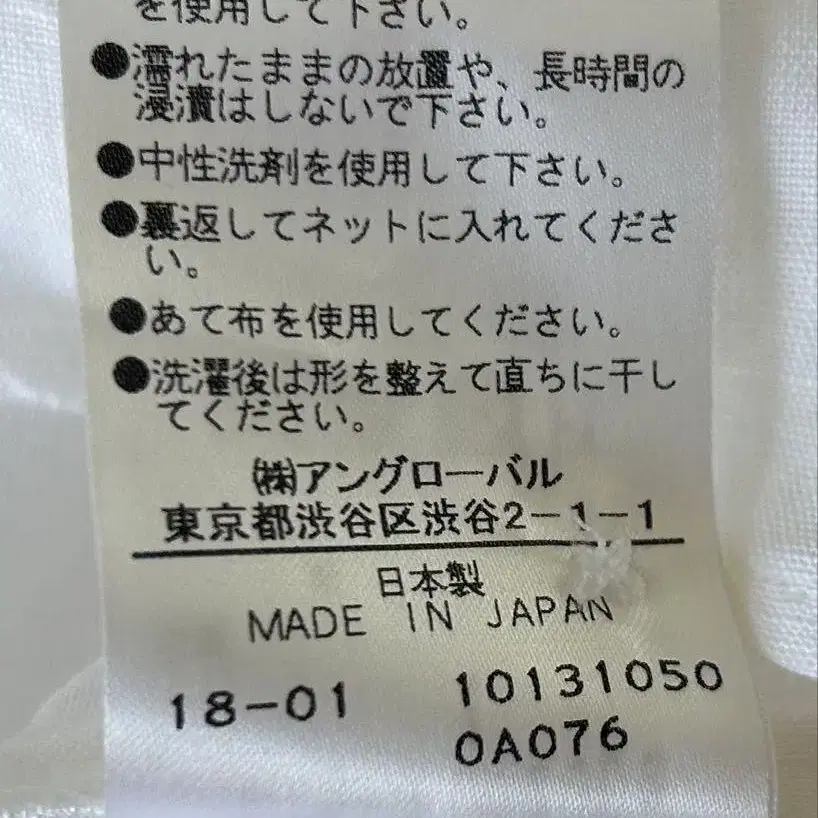 を使用して下さい。
●濡れたままの放置や、長時間の
浸漬はしないで下さい。
●中性洗剤を使用して下さい。
●裏返してネットに入れてくださ
い。
●あて布を使用してください。
●洗濯後は形を整えて直ちに干し
てください。
㈱アングローバル
東京都渋谷区渋谷2-1-1
日本製
MADE IN JAPAN
18-01 10131050
0A076